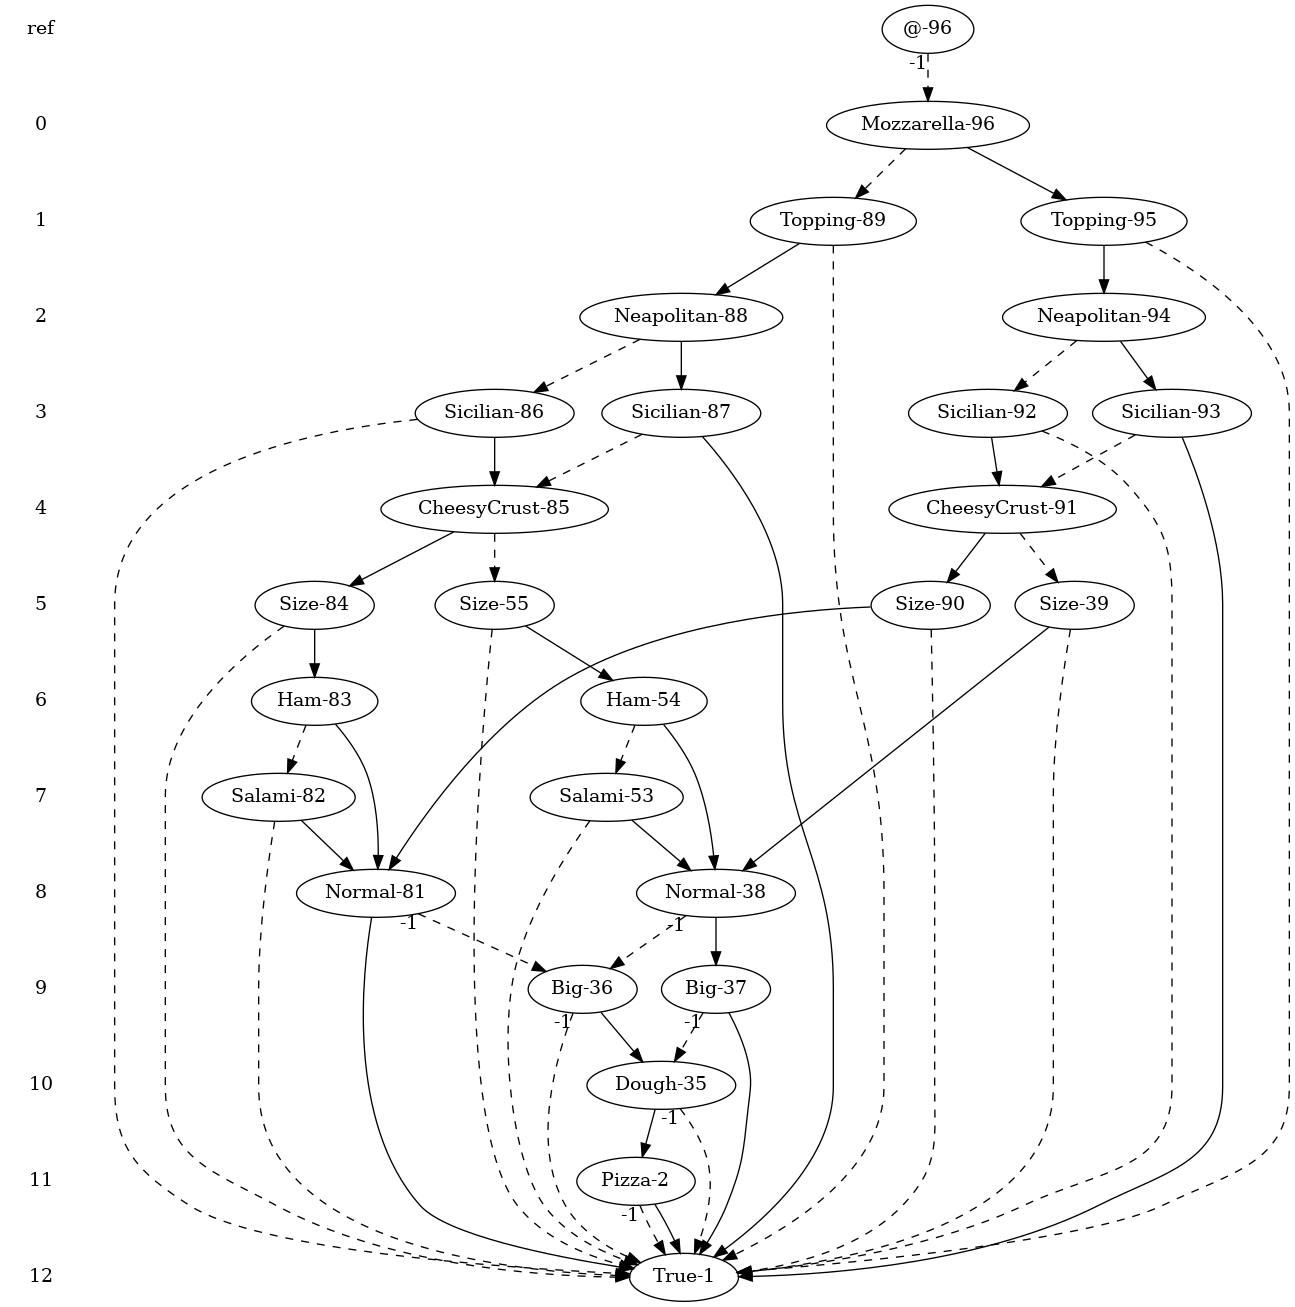 ref @-96
-1
0 Mozzarella-96
1 Topping-89 Topping-95
2 Neapolitan-88 Neapolitan-94
3 Sicilian-86 Sicilian-87 Sicilian-92 Sicilian-93
4 CheesyCrust-85 CheesyCrust-91
5 Size-84 Size-55 Size-90 Size-39
6 Ham-83 Ham-54
7 Salami-82 Salami-53
8 Normal-81 Normal-38
-1 -1
9 Big-36 Big-37
-1 -1
10 Dough-35
-1
11 Pizza-2
-1
12 True-1